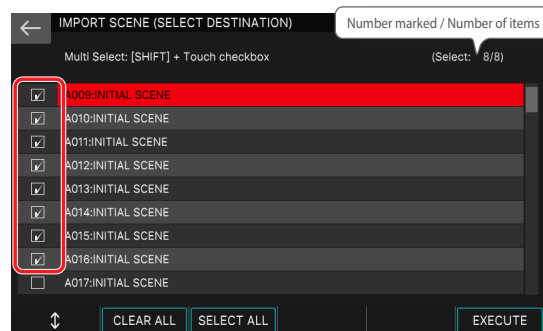 IMPORT SCENE (SELECT DESTINATION)
Number marked / Number of items
Multi Select: [SHIFT] + Touch checkbox
(Select: 8/8)
A009:INITIAL SCENE
A010:INITIAL SCENE
A011:INITIAL SCENE
A012:INITIAL SCENE
A013:INITIAL SCENE
A014:INITIAL SCENE
A015:INITIAL SCENE
A016:INITIAL SCENE
A017:INITIAL SCENE
CLEAR ALL SELECT ALL EXECUTE